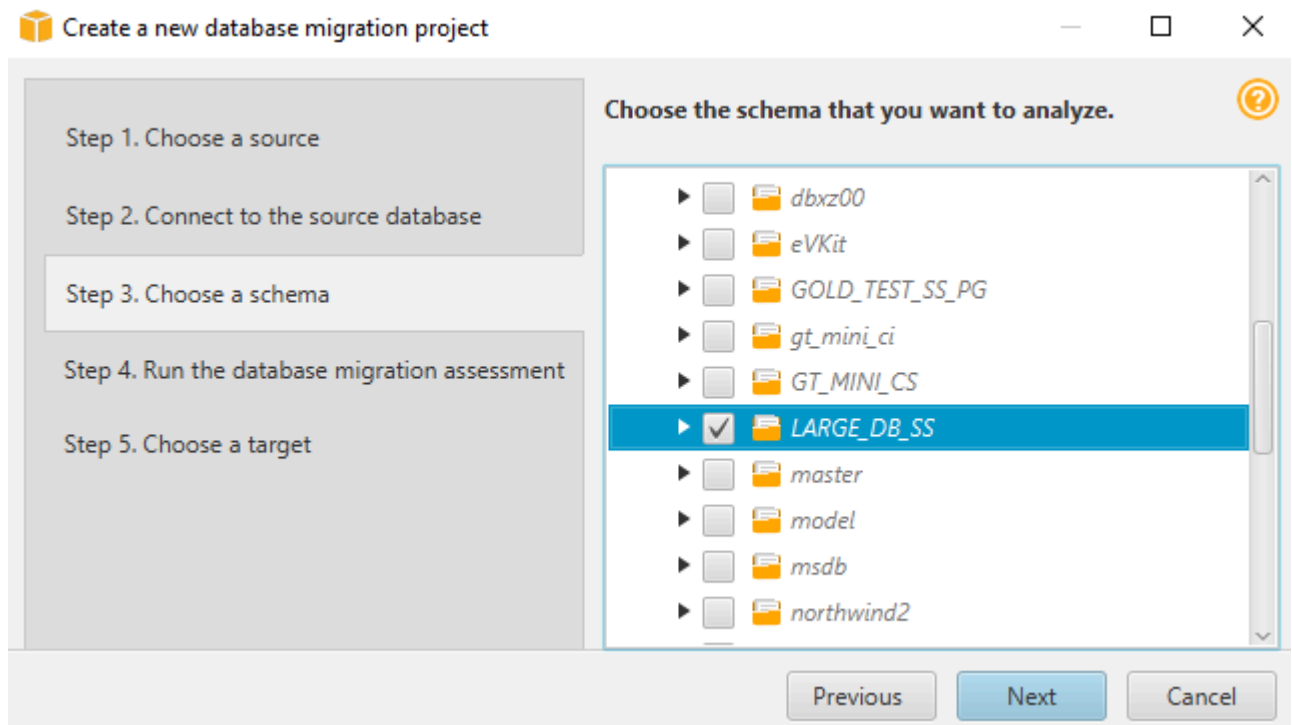 Create a new database migration project
Step 1. Choose a source
Step 2. Connect to the source database
Step 3. Choose a schema
Step 4. Run the database migration assessment
Step 5. Choose a target
Choose the schema that you want to analyze.
?
dbxz00
eVKit
GOLD_TEST_SS_PG
gt_mini_ci
GT_MINI_CS
LARGE_DB_SS
master
model
msdb
northwind2
Previous
Next
Cancel